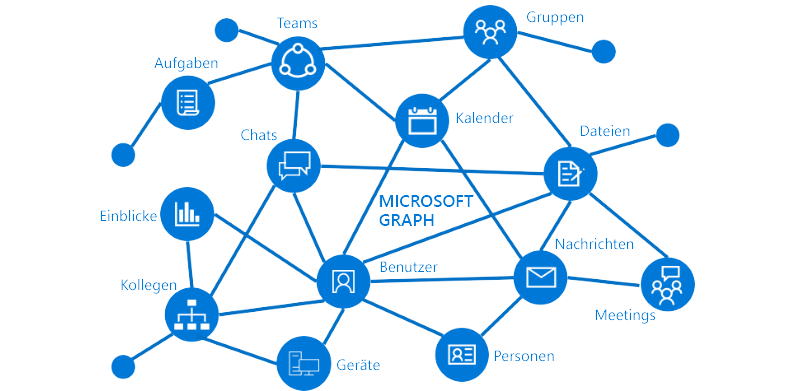 Teams
Gruppen
Aufgaben
Kalender
Chats
Dateien
MICROSOFT
GRAPH
Einblicke
Nachrichten
Benutzer
Kollegen
Meetings
Personen
Geräte